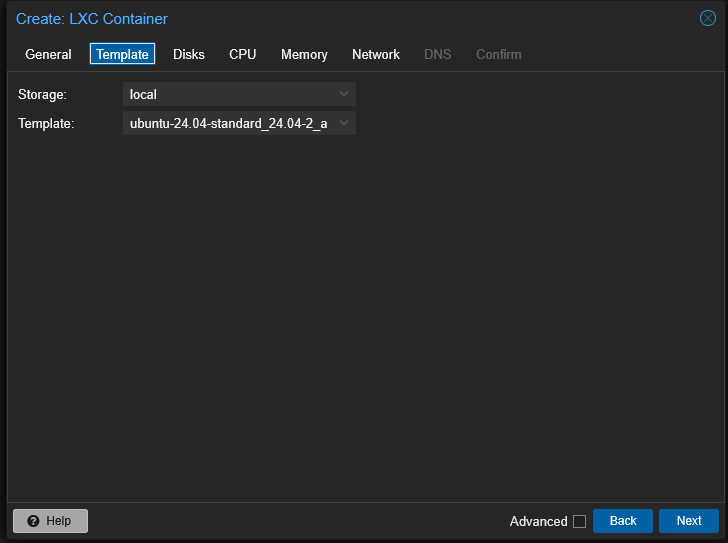 Create: LXC Container
General Template Disks CPU Memory Network DNS Confirm
Storage: local
Template: ubuntu-24.04-standard_24.04-2_a
Help Advanced Back Next